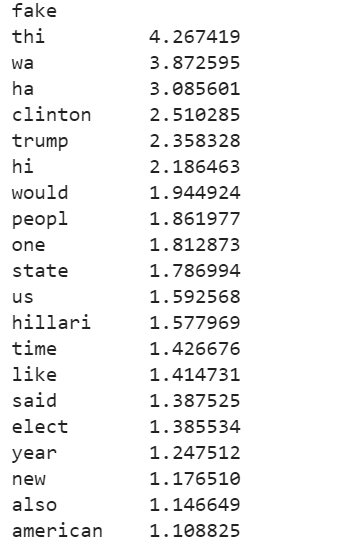 fake
thi 4.267419
wa 3.872595
ha 3.085601
clinton 2.510285
trump 2.358328
hi 2.186463
would 1.944924
peopl 1.861977
one 1.812873
state 1.786994
us 1.592568
hillari 1.577969
time 1.426676
like 1.414731
said 1.387525
elect 1.385534
year 1.247512
new 1.176510
also 1.146649
american 1.108825